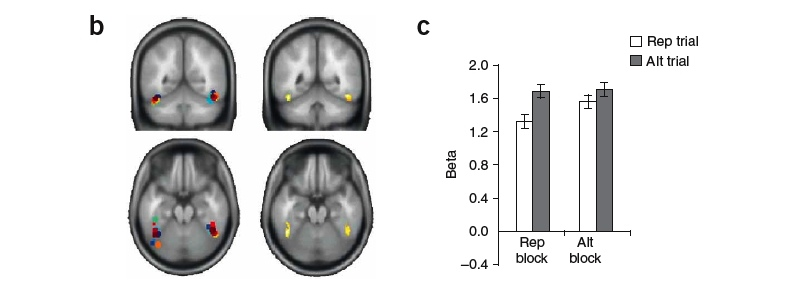 b
c
Rep trial
Alt trial
Beta
2.0
1.6
1.2
0.8
0.4
0.0
–0.4
Rep block
Alt block